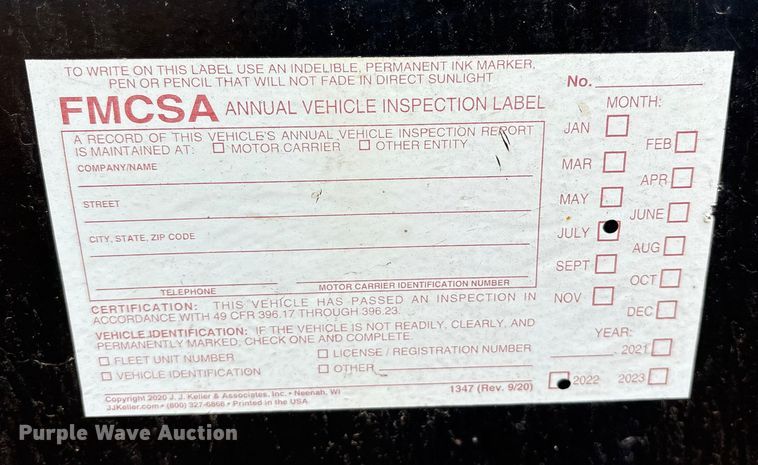 TO WRITE ON THIS LABEL USE AN INDELIBLE, PERMANENT INK MARKER,
PEN OR PENCIL THAT WILL NOT FADE IN DIRECT SUNLIGHT
No.
FMCSA ANNUAL VEHICLE INSPECTION LABEL
A RECORD OF THIS VEHICLE'S ANNUAL VEHICLE INSPECTION REPORT
IS MAINTAINED AT: MOTOR CARRIER OTHER ENTITY
COMPANY/NAME
STREET
CITY, STATE, ZIP CODE
TELEPHONE MOTOR CARRIER IDENTIFICATION NUMBER
CERTIFICATION: THIS VEHICLE HAS PASSED AN INSPECTION IN
ACCORDANCE WITH 49 CFR 396.17 THROUGH 396.23.
VEHICLE IDENTIFICATION: IF THE VEHICLE IS NOT READILY, CLEARLY, AND
PERMANENTLY MARKED, CHECK ONE AND COMPLETE.
FLEET UNIT NUMBER LICENSE / REGISTRATION NUMBER
VEHICLE IDENTIFICATION OTHER
Copyright 2020 J. J. Keller & Associates, Inc. • Neenah, WI
JJKeller.com • (800) 327-6868 • Printed in the USA
1347 (Rev. 9/20)
MONTH:
JAN FEB
MAR APR
MAY JUNE
JULY AUG
SEPT OCT
NOV DEC
YEAR:
2021
2022 2023
Purple Wave Auction